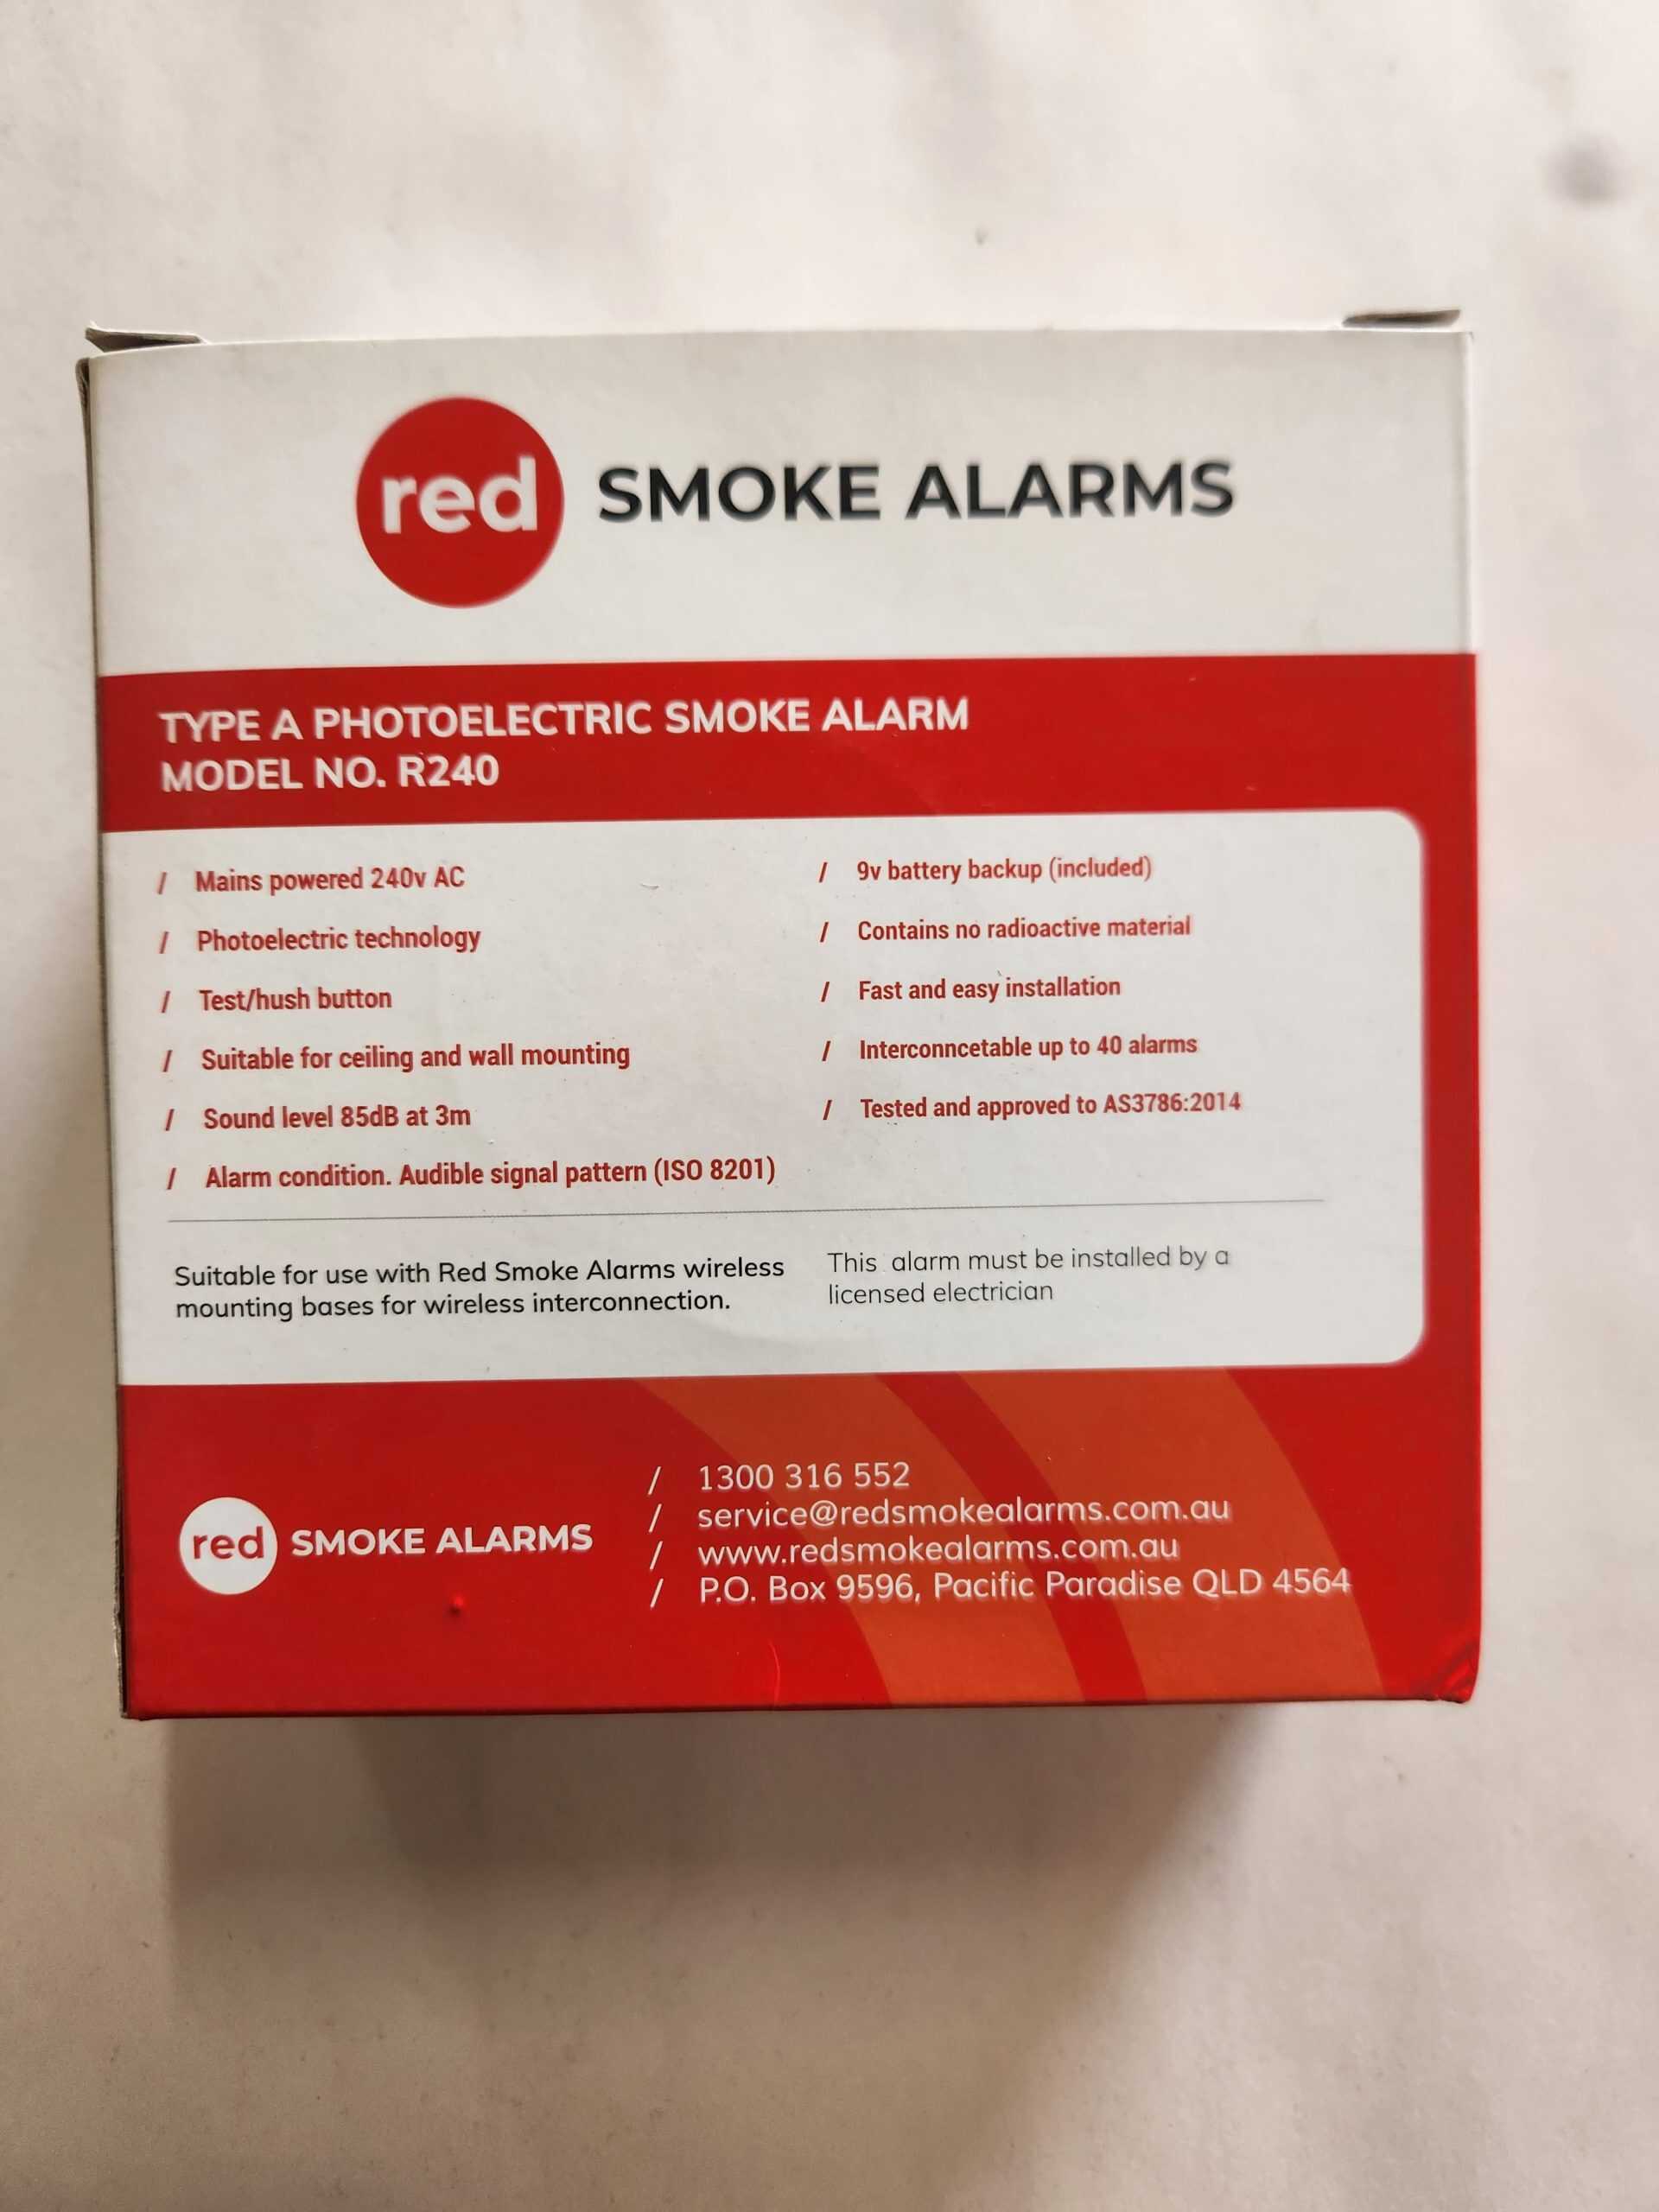 red SMOKE ALARMS
TYPE A PHOTOELECTRIC SMOKE ALARM
MODEL NO. R240
/ Mains powered 240v AC
/ Photoelectric technology
/ Test/hush button
/ Suitable for ceiling and wall mounting
/ Sound level 85dB at 3m
/ Alarm condition. Audible signal pattern (ISO 8201)
/ 9v battery backup (included)
/ Contains no radioactive material
/ Fast and easy installation
/ Interconncetable up to 40 alarms
/ Tested and approved to AS3786:2014
Suitable for use with Red Smoke Alarms wireless
mounting bases for wireless interconnection.
This alarm must be installed by a
licensed electrician
red SMOKE ALARMS
/ 1300 316 552
/ service@redsmokealarms.com.au
/ www.redsmokealarms.com.au
/ P.O. Box 9596, Pacific Paradise QLD 4564